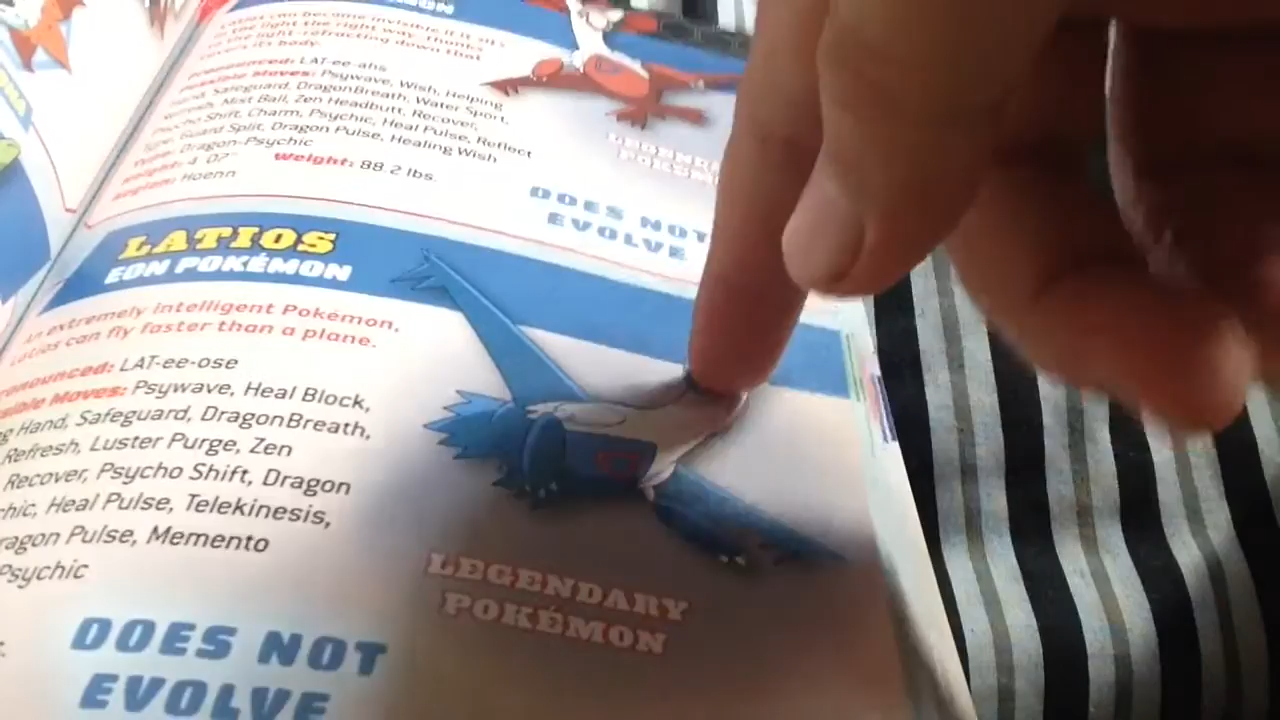 Latios can become invisible if it sits
in the light the right way, thanks
to the light-refracting down that
covers its body.
Pronounced: LAT-ee-ahs
Possible Moves: Psywave, Wish, Helping
Hand, Safeguard, DragonBreath, Water Sport,
Refresh, Mist Ball, Zen Headbutt, Recover,
Psycho Shift, Charm, Psychic, Heal Pulse, Reflect
Type, Guard Split, Dragon Pulse, Healing Wish
Type: Dragon-Psychic
Height: 4' 07" Weight: 88.2 lbs.
Region: Hoenn
LEGENDARY
POKÉMON
DOES NOT
EVOLVE
LATIOS
EON POKÉMON
An extremely intelligent Pokémon,
Latios can fly faster than a plane.
Pronounced: LAT-ee-ose
Possible Moves: Psywave, Heal Block,
Helping Hand, Safeguard, DragonBreath,
Refresh, Luster Purge, Zen
Recover, Psycho Shift, Dragon
Psychic, Heal Pulse, Telekinesis,
Dragon Pulse, Memento
Psychic
LEGENDARY
POKÉMON
DOES NOT
EVOLVE